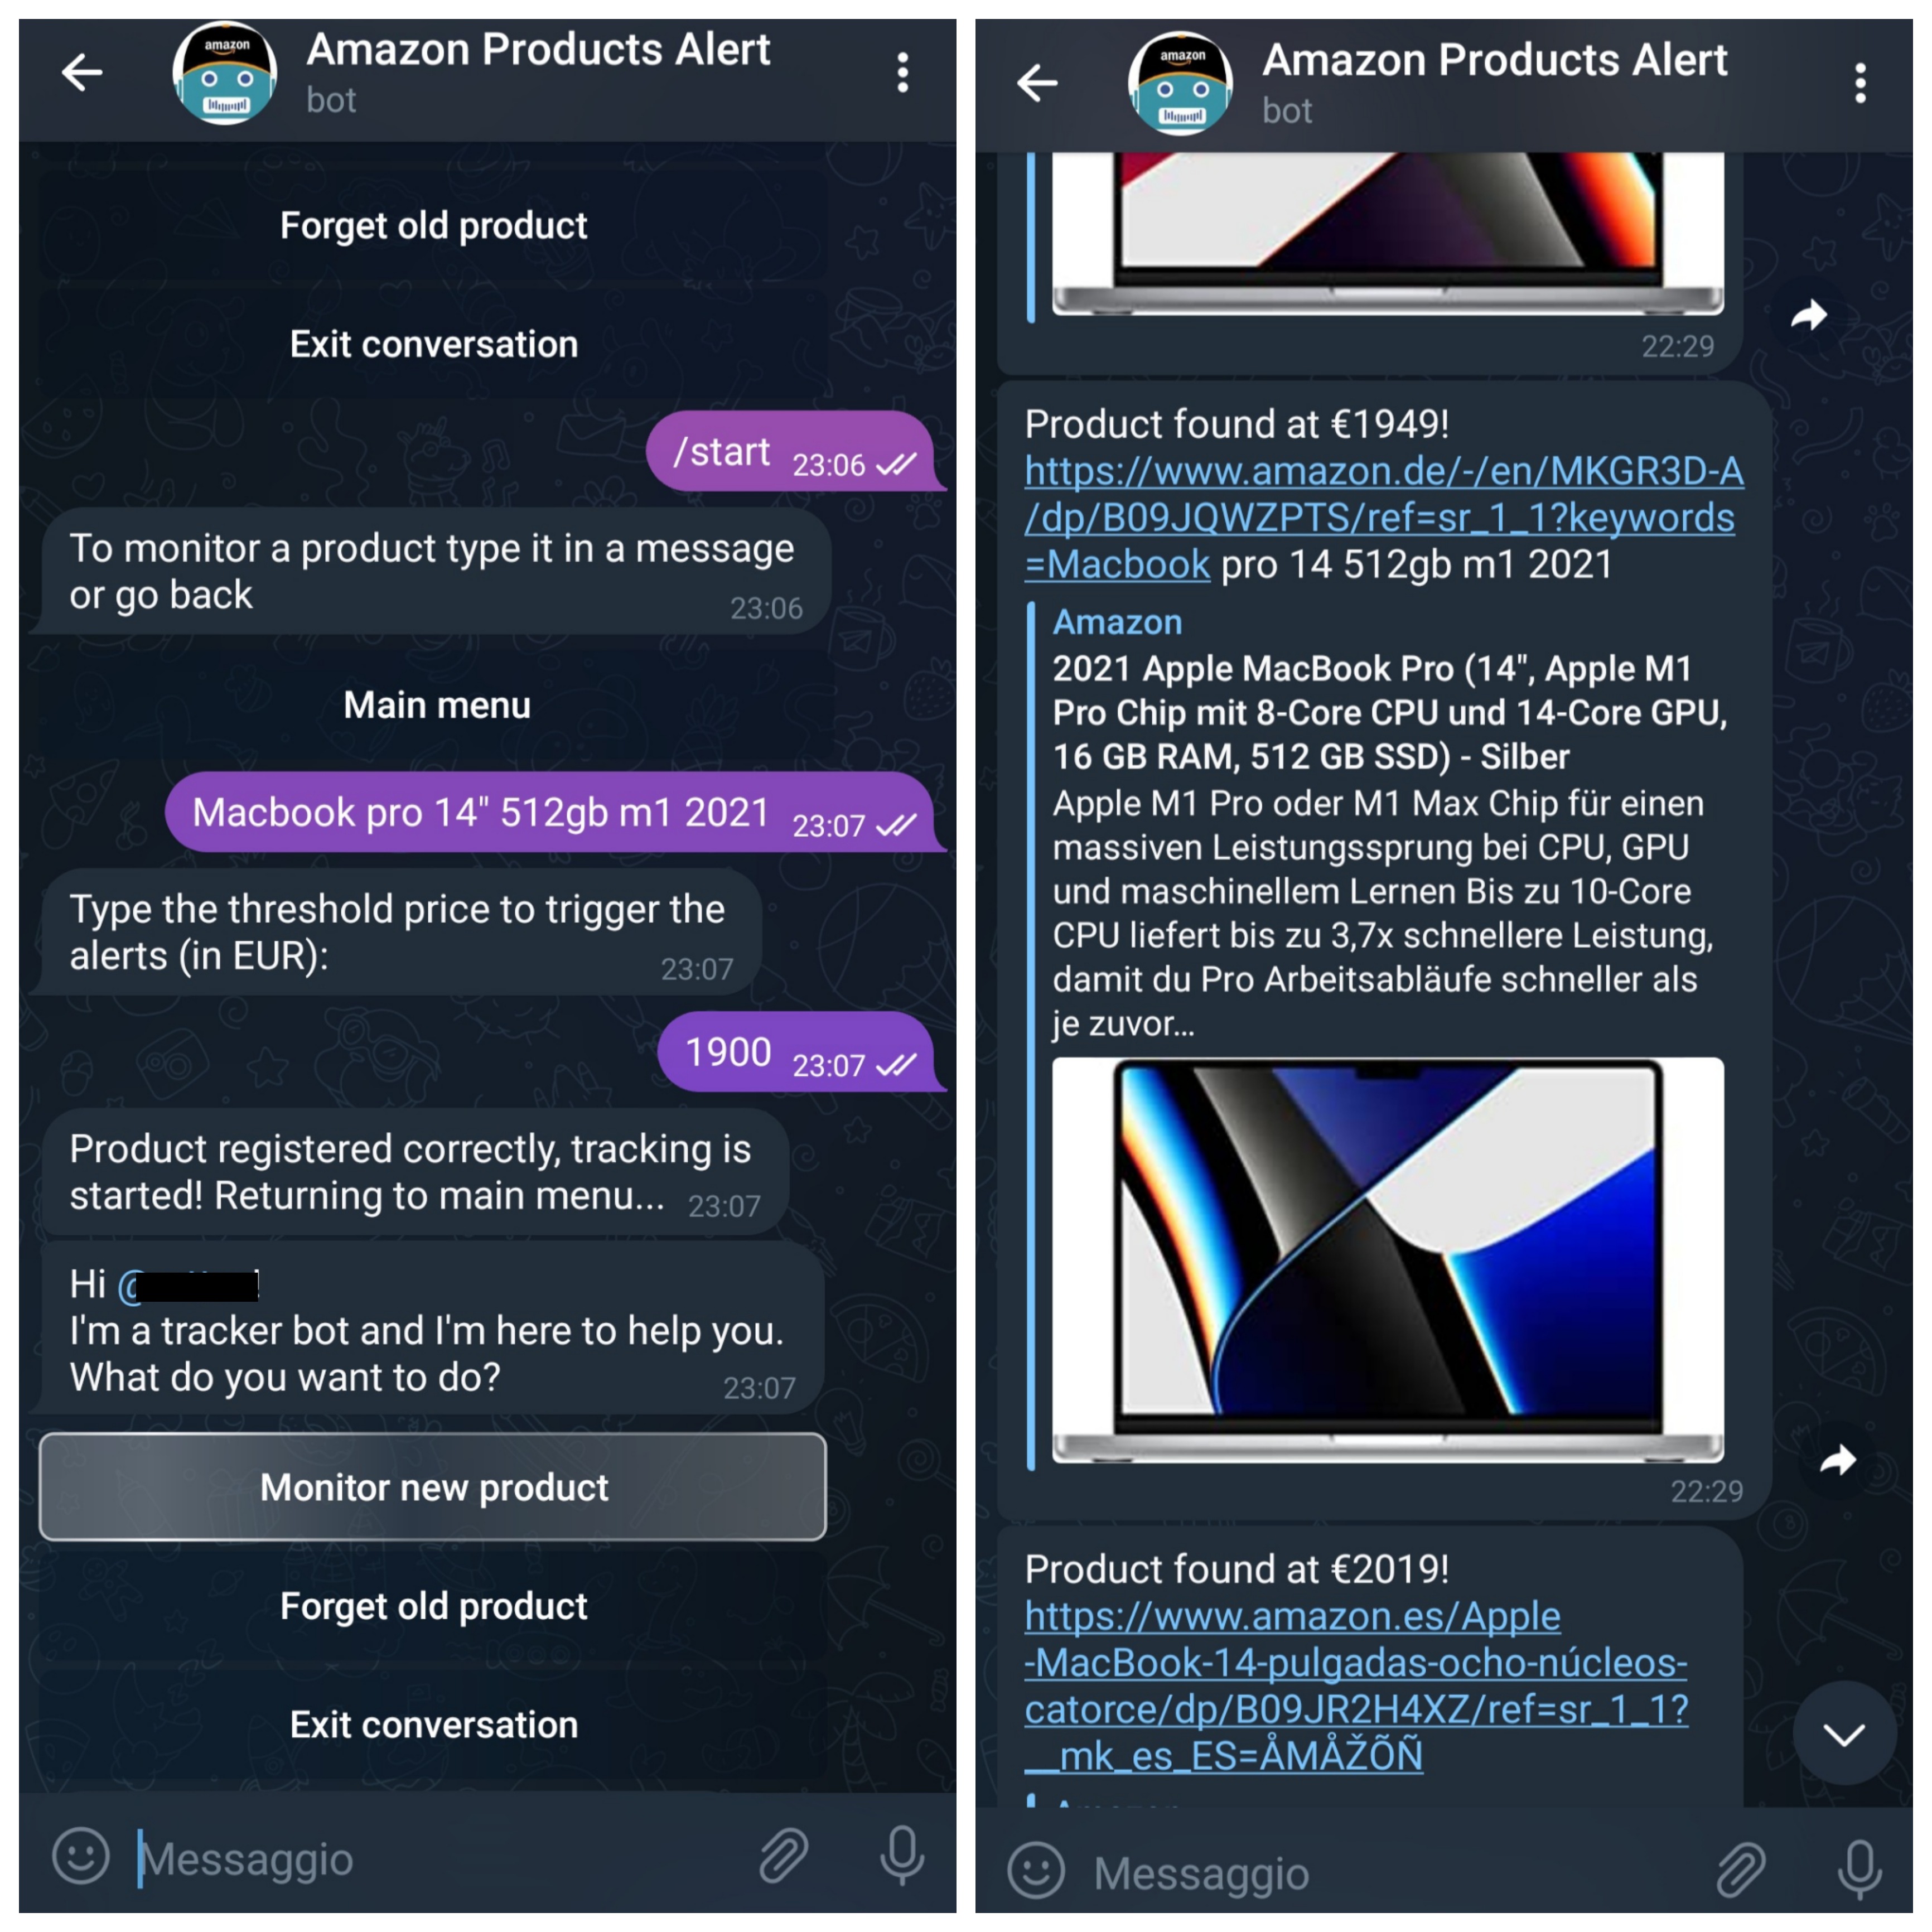 amazon
Amazon Products Alert
bot
Forget old product
Exit conversation
/start 23:06
To monitor a product type it in a message
or go back 23:06
Main menu
Macbook pro 14" 512gb m1 2021 23:07
Type the threshold price to trigger the
alerts (in EUR): 23:07
1900 23:07
Product registered correctly, tracking is
started! Returning to main menu... 23:07
Hi @
I'm a tracker bot and I'm here to help you.
What do you want to do? 23:07
Monitor new product
Forget old product
Exit conversation
Messaggio
amazon
Amazon Products Alert
bot
22:29
Product found at €1949!
https://www.amazon.de/-/en/MKGR3D-A
/dp/B09JQWZPTS/ref=sr_1_1?keywords
=Macbook pro 14 512gb m1 2021
Amazon
2021 Apple MacBook Pro (14", Apple M1
Pro Chip mit 8-Core CPU und 14-Core GPU,
16 GB RAM, 512 GB SSD) - Silber
Apple M1 Pro oder M1 Max Chip für einen
massiven Leistungssprung bei CPU, GPU
und maschinellem Lernen Bis zu 10-Core
CPU liefert bis zu 3,7x schnellere Leistung,
damit du Pro Arbeitsabläufe schneller als
je zuvor…
22:29
Product found at €2019!
https://www.amazon.es/Apple
-MacBook-14-pulgadas-ocho-núcleos-
catorce/dp/B09JR2H4XZ/ref=sr_1_1?
__mk_es_ES=ÅMÅŽÕÑ
Messaggio